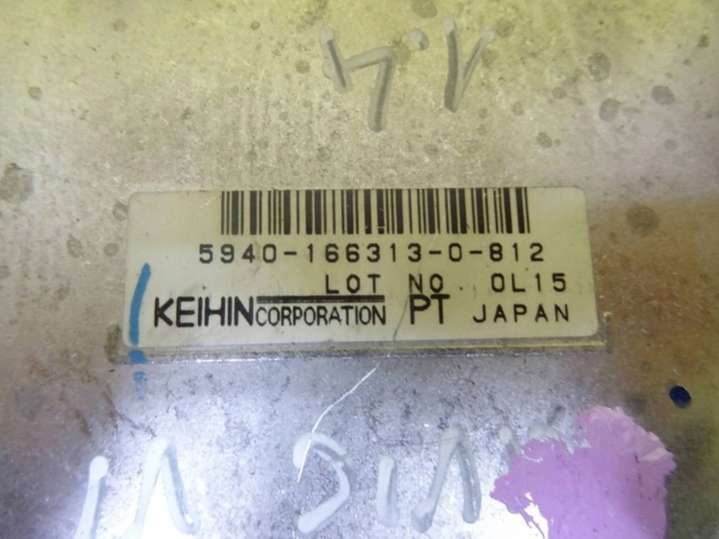 5940-166313-0-812
LOT NO. 0L15
KEIHIN CORPORATION PT JAPAN